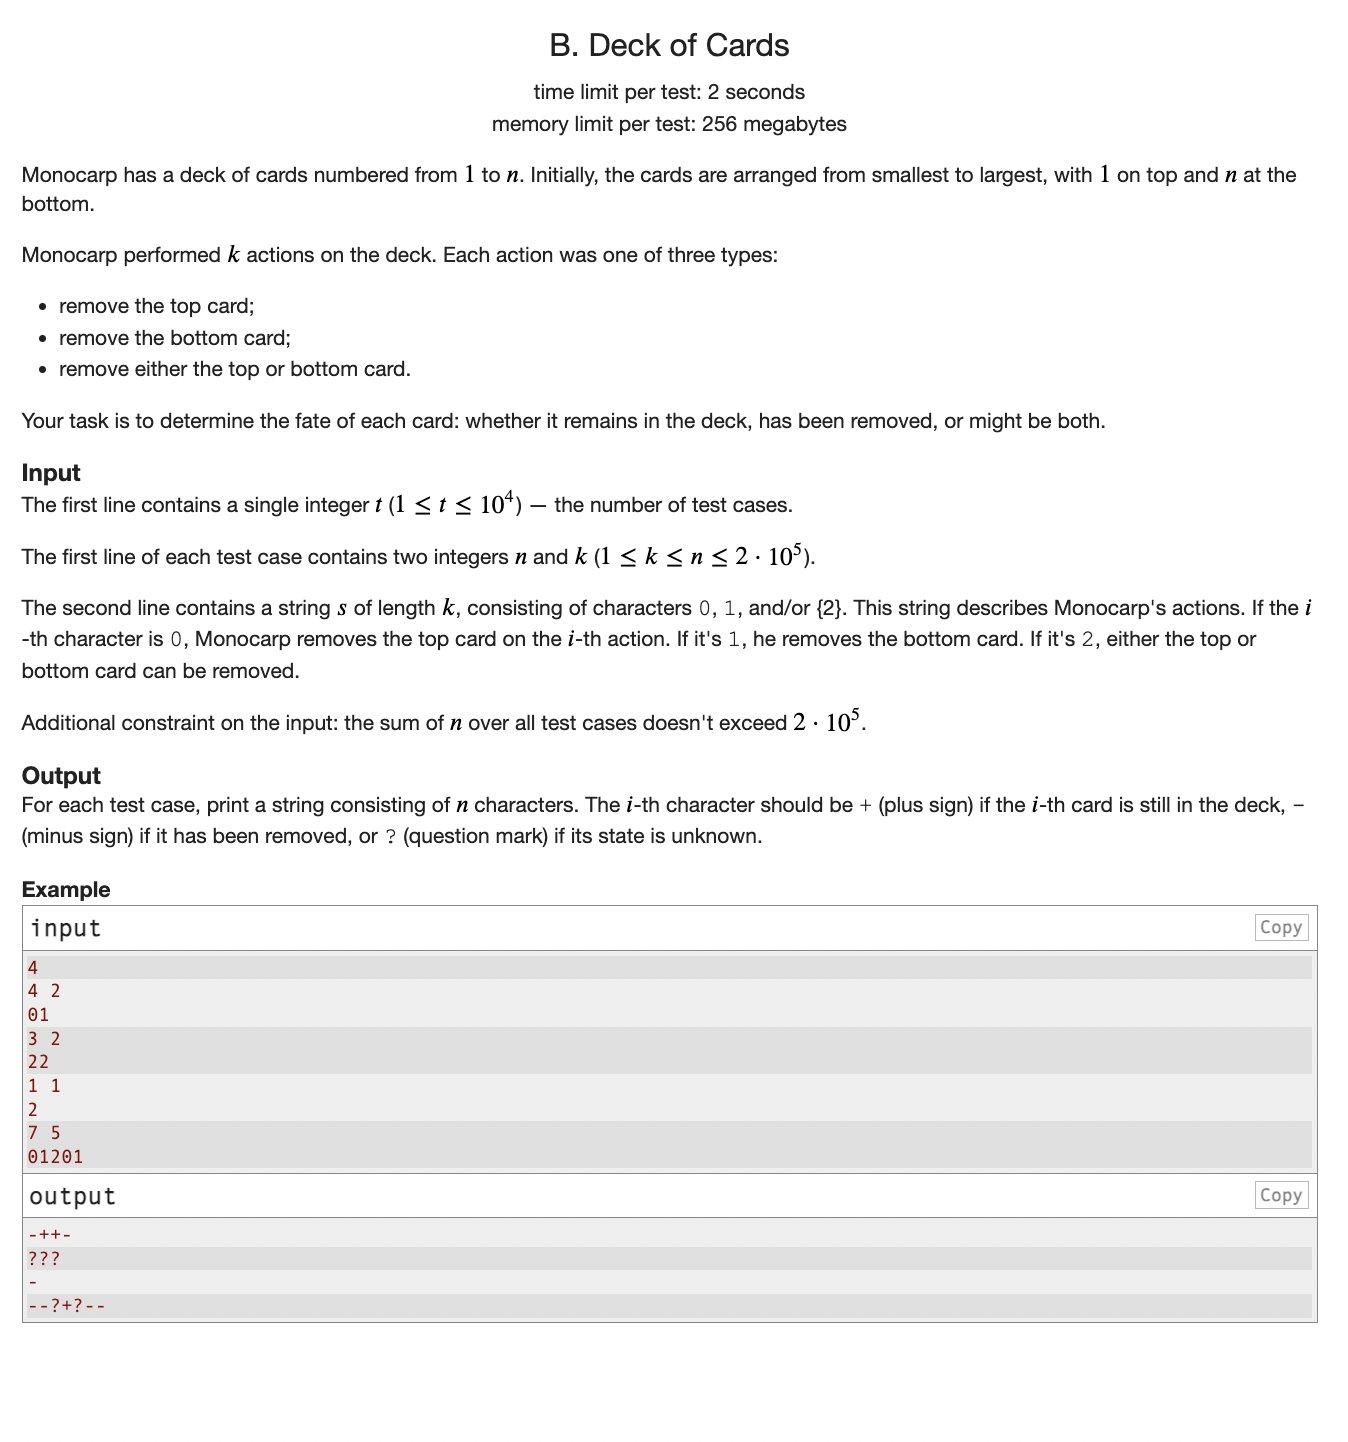 B. Deck of Cards
time limit per test: 2 seconds
memory limit per test: 256 megabytes
Monocarp has a deck of cards numbered from 1 to n. Initially, the cards are arranged from smallest to largest, with 1 on top and n at the
bottom.
Monocarp performed k actions on the deck. Each action was one of three types:
• remove the top card;
• remove the bottom card;
• remove either the top or bottom card.
Your task is to determine the fate of each card: whether it remains in the deck, has been removed, or might be both.
Input
The first line contains a single integer t (1 ≤ t ≤ 10⁴) — the number of test cases.
The first line of each test case contains two integers n and k (1 ≤ k ≤ n ≤ 2 · 10⁵).
The second line contains a string s of length k, consisting of characters 0, 1, and/or {2}. This string describes Monocarp's actions. If the i
-th character is 0, Monocarp removes the top card on the i-th action. If it's 1, he removes the bottom card. If it's 2, either the top or
bottom card can be removed.
Additional constraint on the input: the sum of n over all test cases doesn't exceed 2 · 10⁵.
Output
For each test case, print a string consisting of n characters. The i-th character should be + (plus sign) if the i-th card is still in the deck, −
(minus sign) if it has been removed, or ? (question mark) if its state is unknown.
Example
input
Copy
4
4 2
01
3 2
22
1 1
2
7 5
01201
output
Copy
-++-
???
-
--?+?--